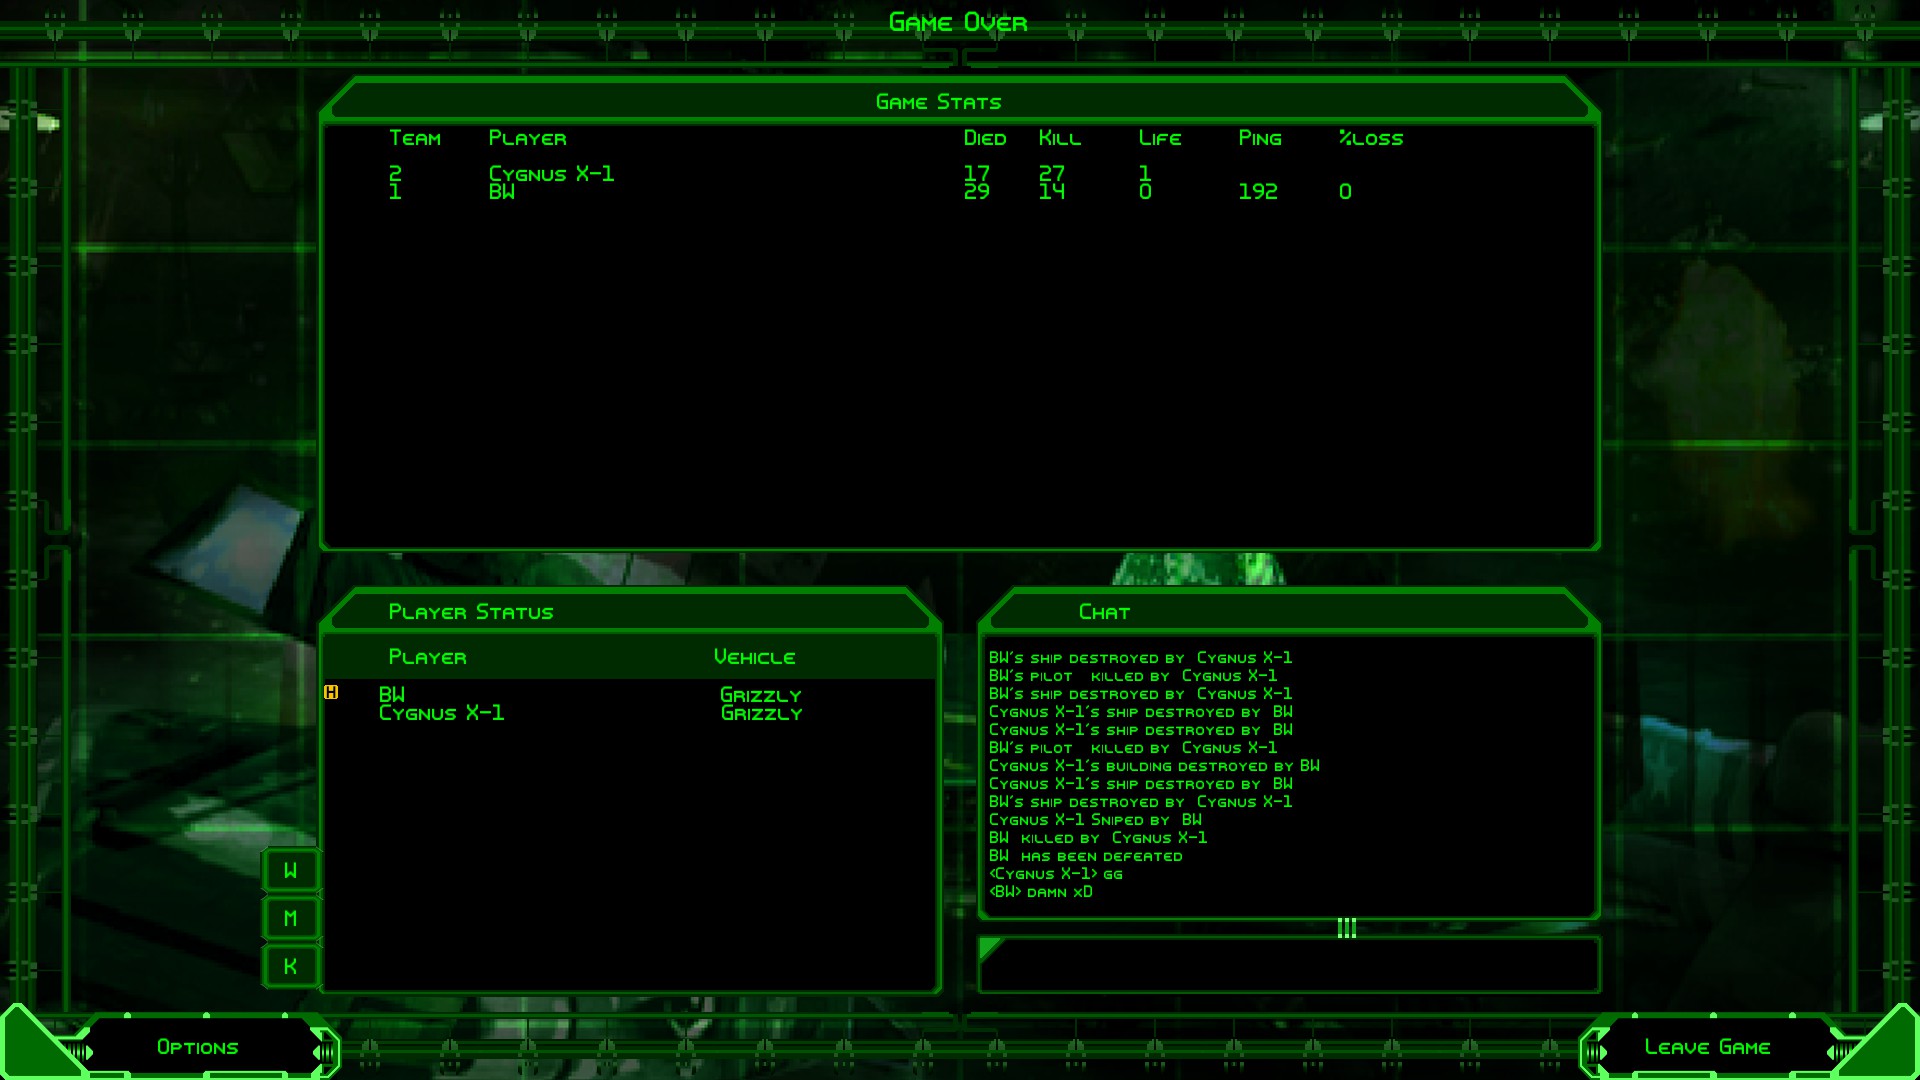 Game Over
Game Stats
Team Player Died Kill Life Ping %loss
2 Cygnus X-1 17 27 1
1 BW 29 14 0 192 0
Player Status
Player Vehicle
H BW Grizzly
Cygnus X-1 Grizzly
W
M
K
Chat
BW's ship destroyed by Cygnus X-1
BW's pilot killed by Cygnus X-1
BW's ship destroyed by Cygnus X-1
Cygnus X-1's ship destroyed by BW
Cygnus X-1's ship destroyed by BW
BW's pilot killed by Cygnus X-1
Cygnus X-1's building destroyed by BW
Cygnus X-1's ship destroyed by BW
BW's ship destroyed by Cygnus X-1
Cygnus X-1 Sniped by BW
BW killed by Cygnus X-1
BW has been defeated
<Cygnus X-1> gg
<BW> damn xD
Options
Leave Game